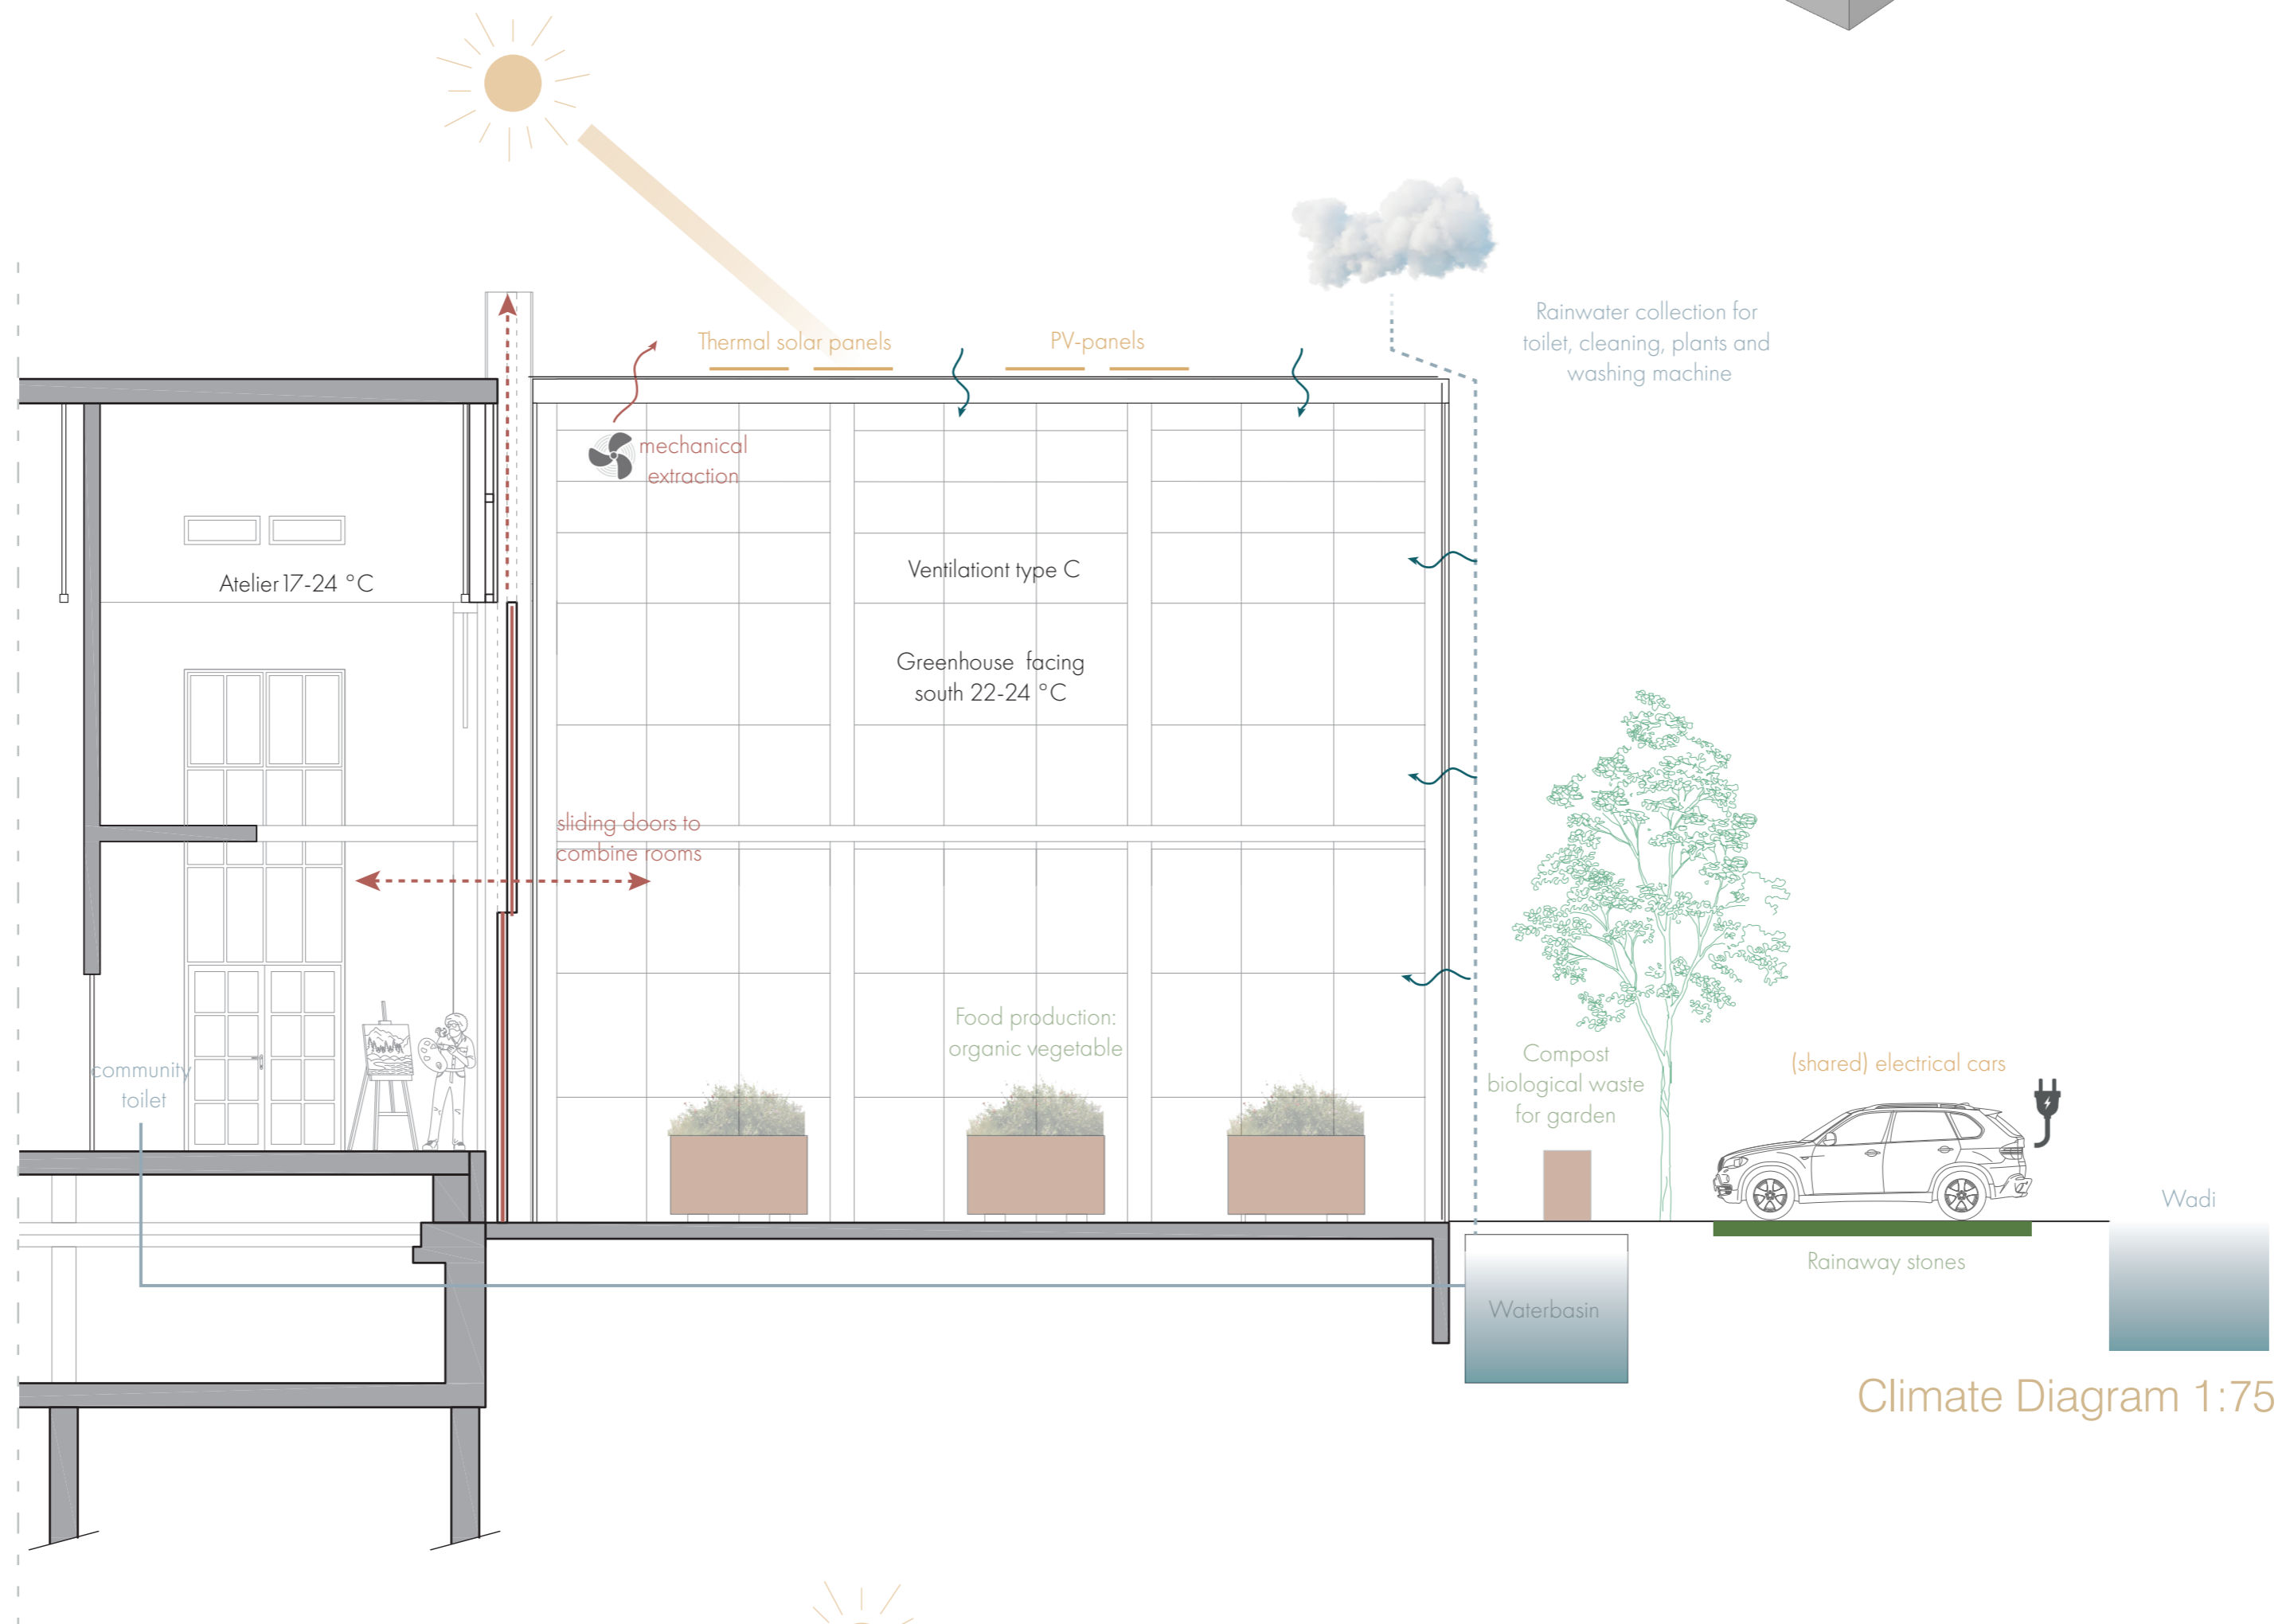 Thermal solar panels
PV-panels
Rainwater collection for
toilet, cleaning, plants and
washing machine
mechanical
extraction
Atelier 17-24 °C
Ventilationt type C
Greenhouse facing
south 22-24 °C
sliding doors to
combine rooms
Food production:
organic vegetable
community
toilet
Compost
biological waste
for garden
(shared) electrical cars
Wadi
Rainaway stones
Waterbasin
Climate Diagram 1:75